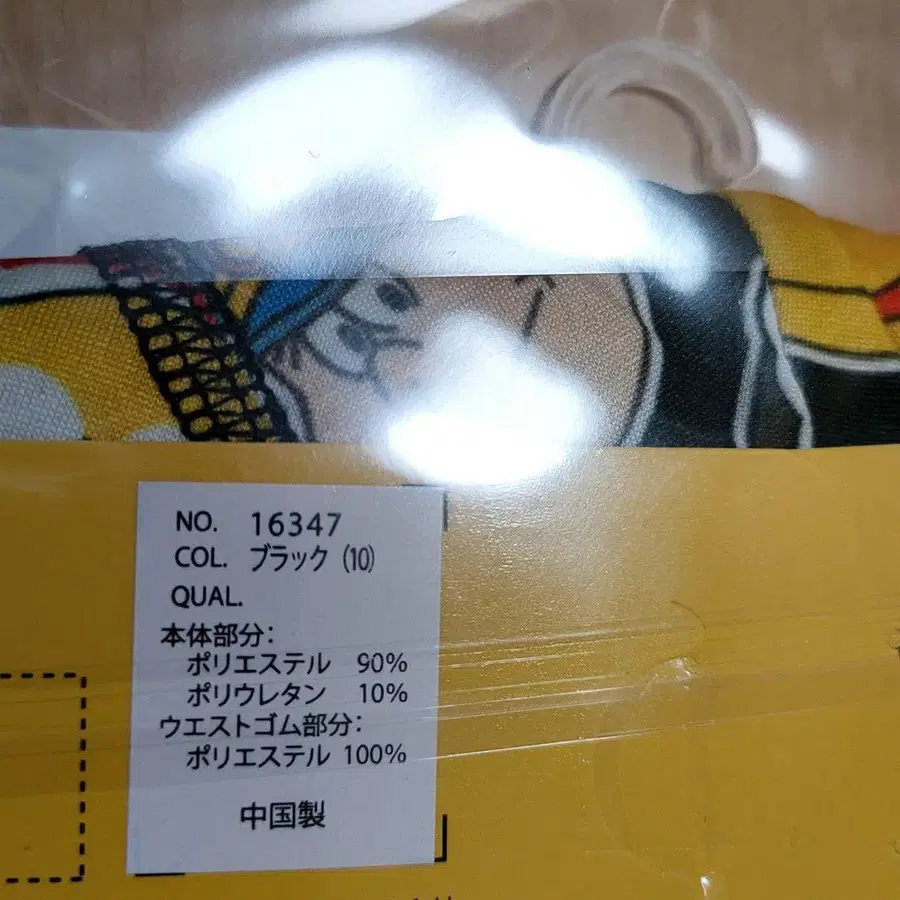 NO. 16347
COL. ブラック (10)
QUAL.
本体部分:
ポリエステル 90%
ポリウレタン 10%
ウエストゴム部分:
ポリエステル 100%
中国製